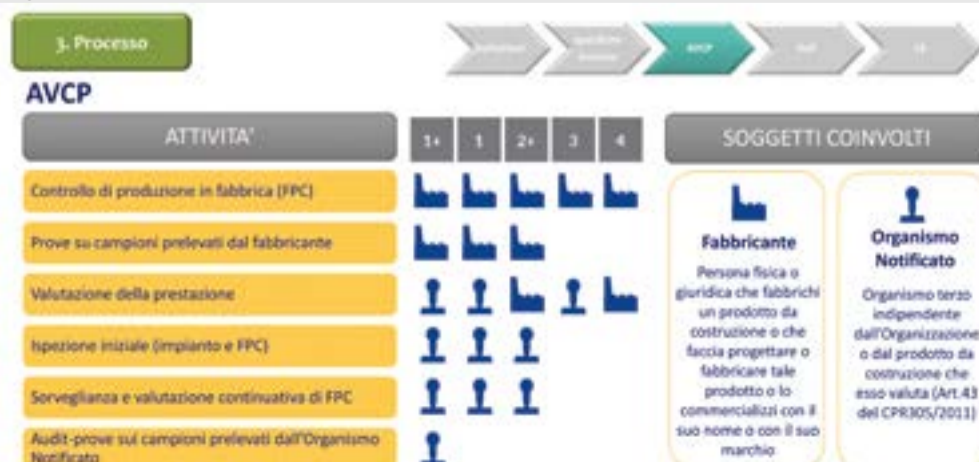 3. Processo
AVCP
AVCP
ATTIVITA'
1+ 1 2+ 3 4
SOGGETTI COINVOLTI
Controllo di produzione in fabbrica (FPC)
Prove su campioni prelevati dal fabbricante
Valutazione della prestazione
Ispezione iniziale (impianto e FPC)
Sorveglianza e valutazione continuativa di FPC
Audit-prove sui campioni prelevati dall'Organismo
Notificato
Fabbricante
Persona fisica o
giuridica che fabbrichi
un prodotto da
costruzione o che
faccia progettare o
fabbricare tale
prodotto o lo
commercializzi con il
suo nome o con il suo
marchio
Organismo
Notificato
Organismo terzo
indipendente
dall'Organizzazione
o dal prodotto da
costruzione che
esso valuta (Art.43
del CPR305/2011)